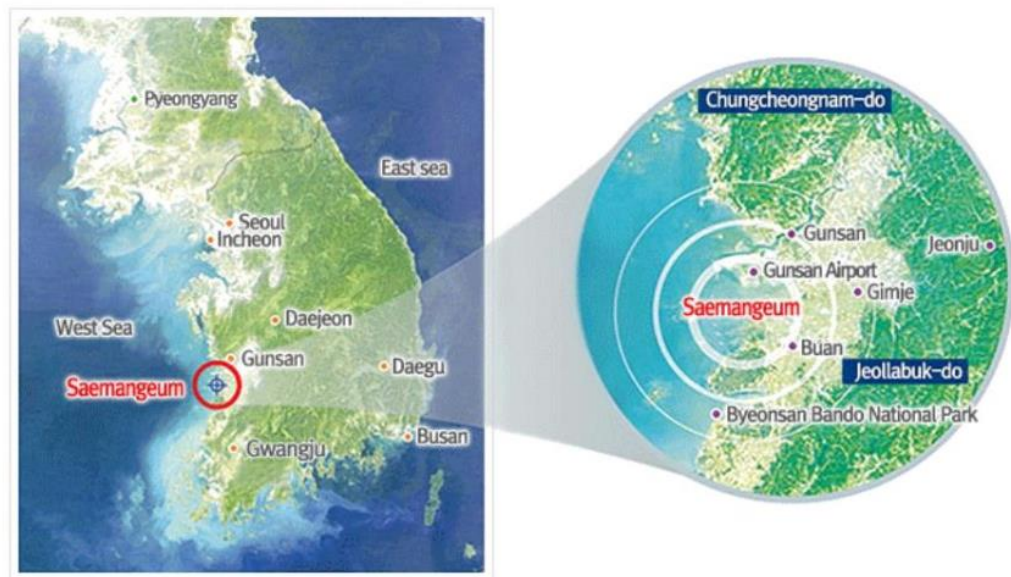 Pyeongyang
East sea
Seoul
Incheon
West Sea
Daejeon
Gunsan
Daegu
Saemangeum
Busan
Gwangju
Chungcheongnam-do
Gunsan
Jeonju
Gunsan Airport
Gimje
Saemangeum
Buan
Jeollabuk-do
Byeonsan Bando National Park